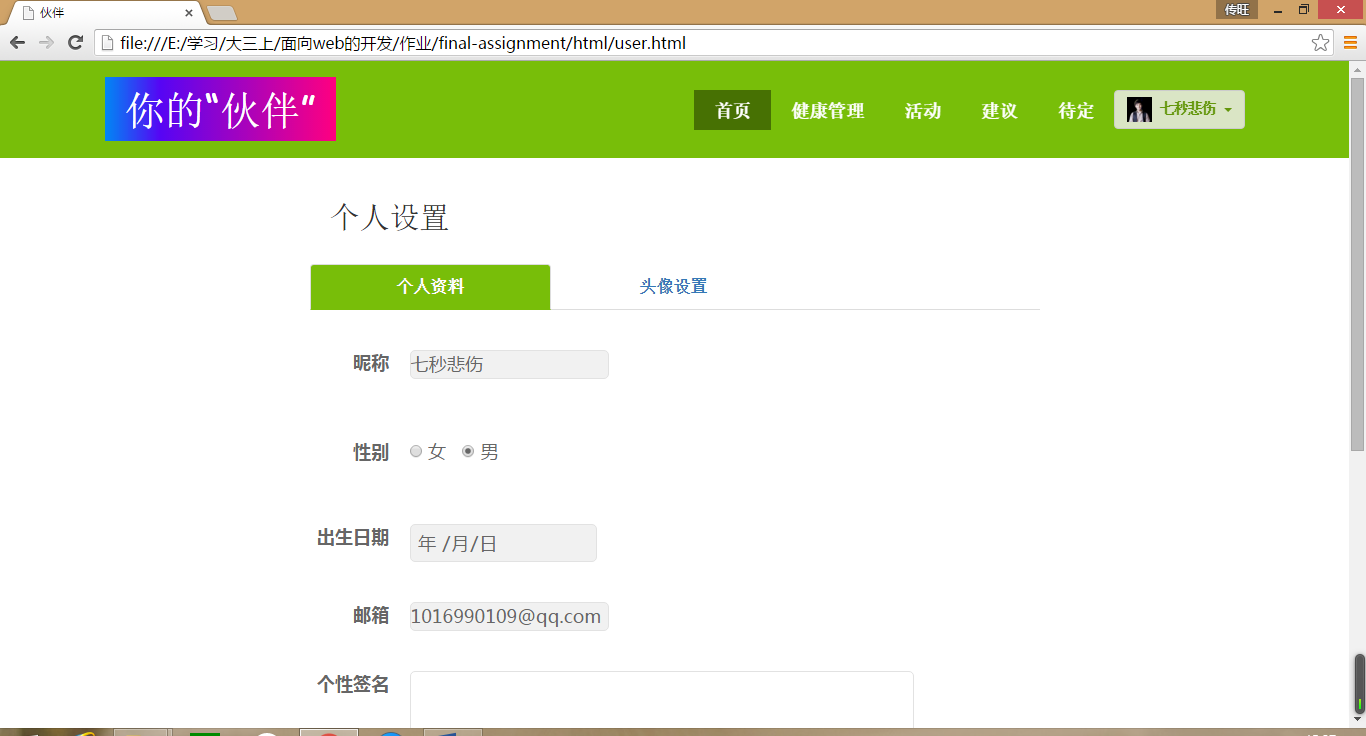 伙伴
传旺
file:///E:/学习/大三上/面向web的开发/作业/final-assignment/html/user.html
你的“伙伴”
首页 健康管理 活动 建议 待定 七秒悲伤
个人设置
个人资料 头像设置
昵称 七秒悲伤
性别 女 男
出生日期 年 /月/日
邮箱 1016990109@qq.com
个性签名